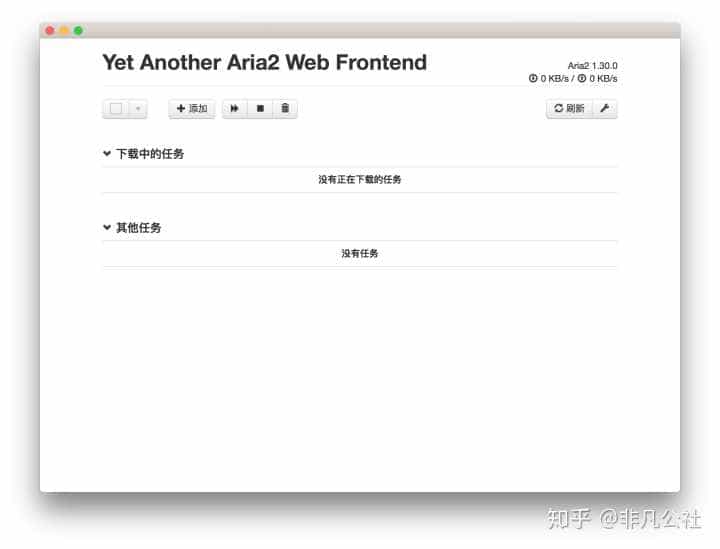 Yet Another Aria2 Web Frontend
Aria2 1.30.0
0 KB/s / 0 KB/s
添加
刷新
下载中的任务
没有正在下载的任务
其他任务
没有任务
知乎 @非凡公社